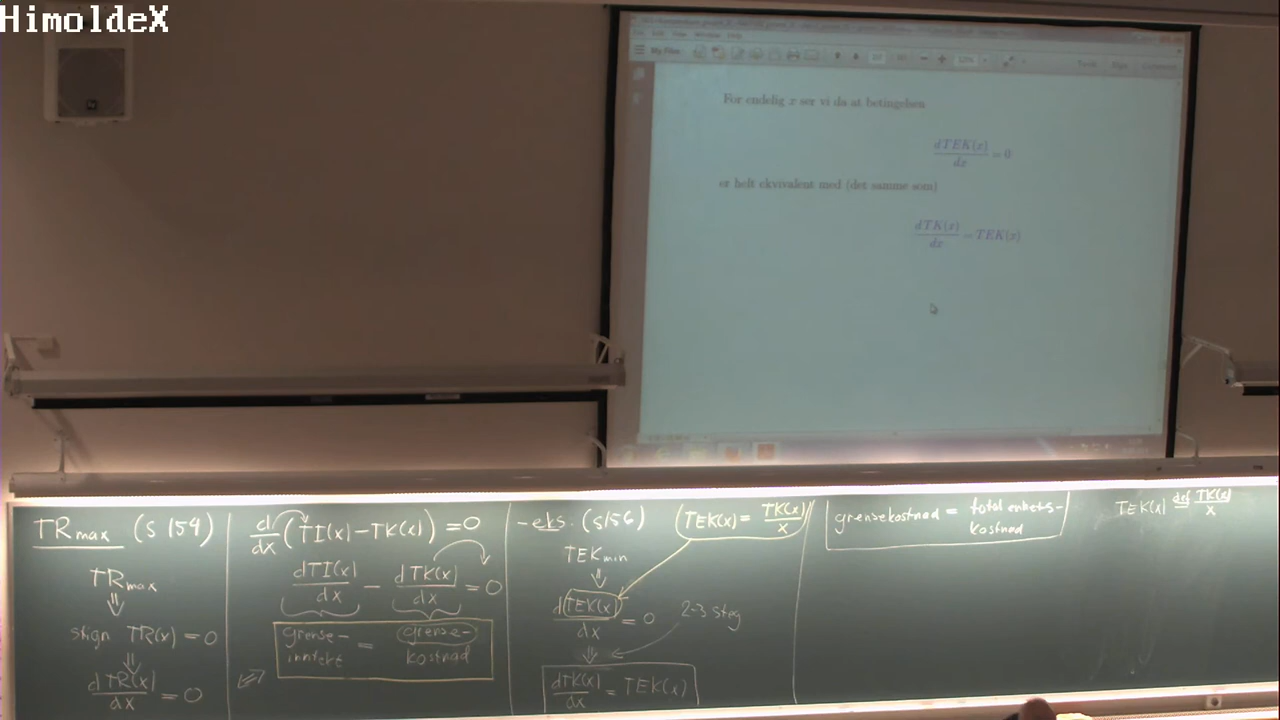 HimoldeX
For endelig x ser vi da at betingelsen
dTEK(x)/dx = 0
er helt ekvivalent med (det samme som)
dTK(x)/dx = TEK(x)
TRmax (s 154)
TRmax
⇓
stign TR(x) = 0
⇓
dTR(x)/dx = 0
d/dx (TI(x) - TK(x)) = 0
dTI(x)/dx - dTK(x)/dx = 0
grense-inntekt = grense-kostnad
- eks. (s156)
TEK(x) = TK(x)/x
TEKmin
⇓
dTEK(x)/dx = 0
2-3 steg
⇓
dTK(x)/dx = TEK(x)
grensekostnad = total enhets-
kostnad
TEK(x) def= TK(x)/x